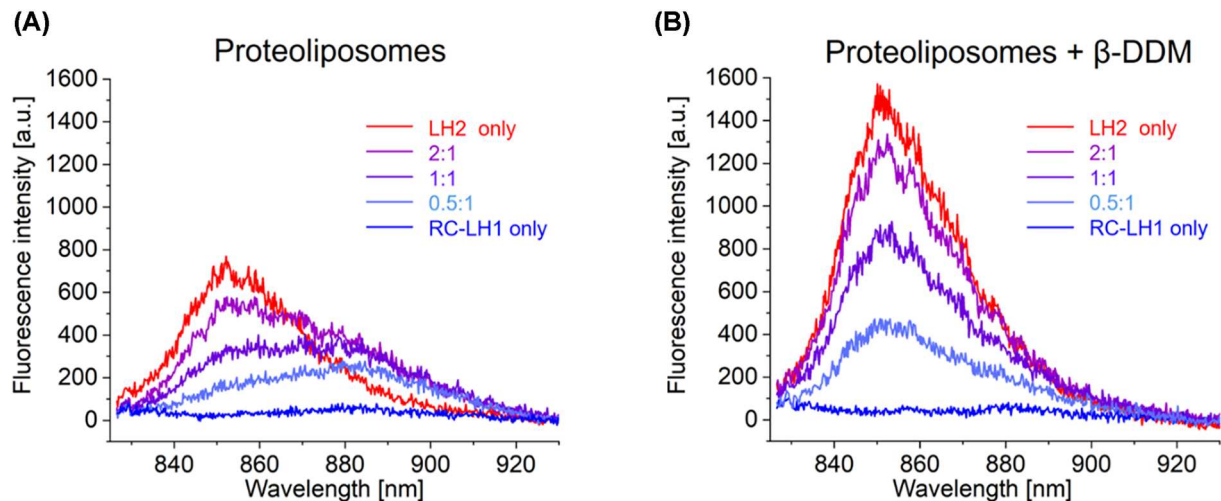 (A)
Proteoliposomes
1600
1400
1200
1000
800
600
400
200
0
Fluorescence intensity [a.u.]
LH2 only
2:1
1:1
0.5:1
RC-LH1 only
840 860 880 900 920
Wavelength [nm]
(B)
Proteoliposomes + β-DDM
1600
1400
1200
1000
800
600
400
200
0
Fluorescence intensity [a.u.]
LH2 only
2:1
1:1
0.5:1
RC-LH1 only
840 860 880 900 920
Wavelength [nm]